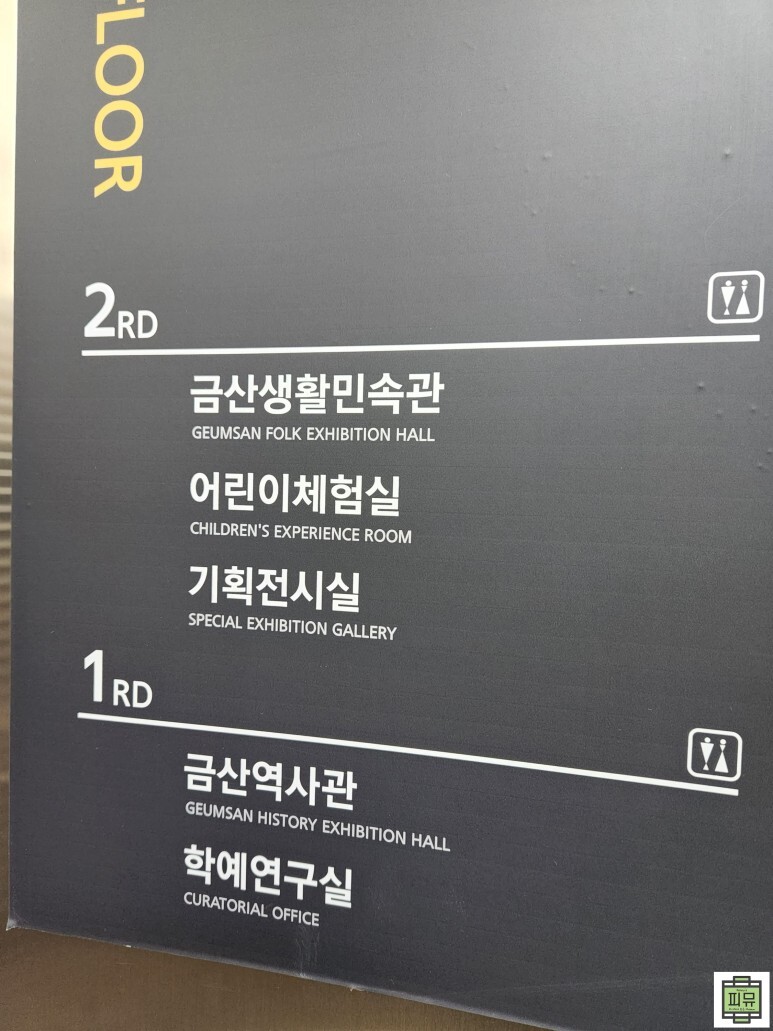 FLOOR
2RD
금산생활민속관
GEUMSAN FOLK EXHIBITION HALL
어린이체험실
CHILDREN'S EXPERIENCE ROOM
기획전시실
SPECIAL EXHIBITION GALLERY
1RD
금산역사관
GEUMSAN HISTORY EXHIBITION HALL
학예연구실
CURATORIAL OFFICE
피뮤